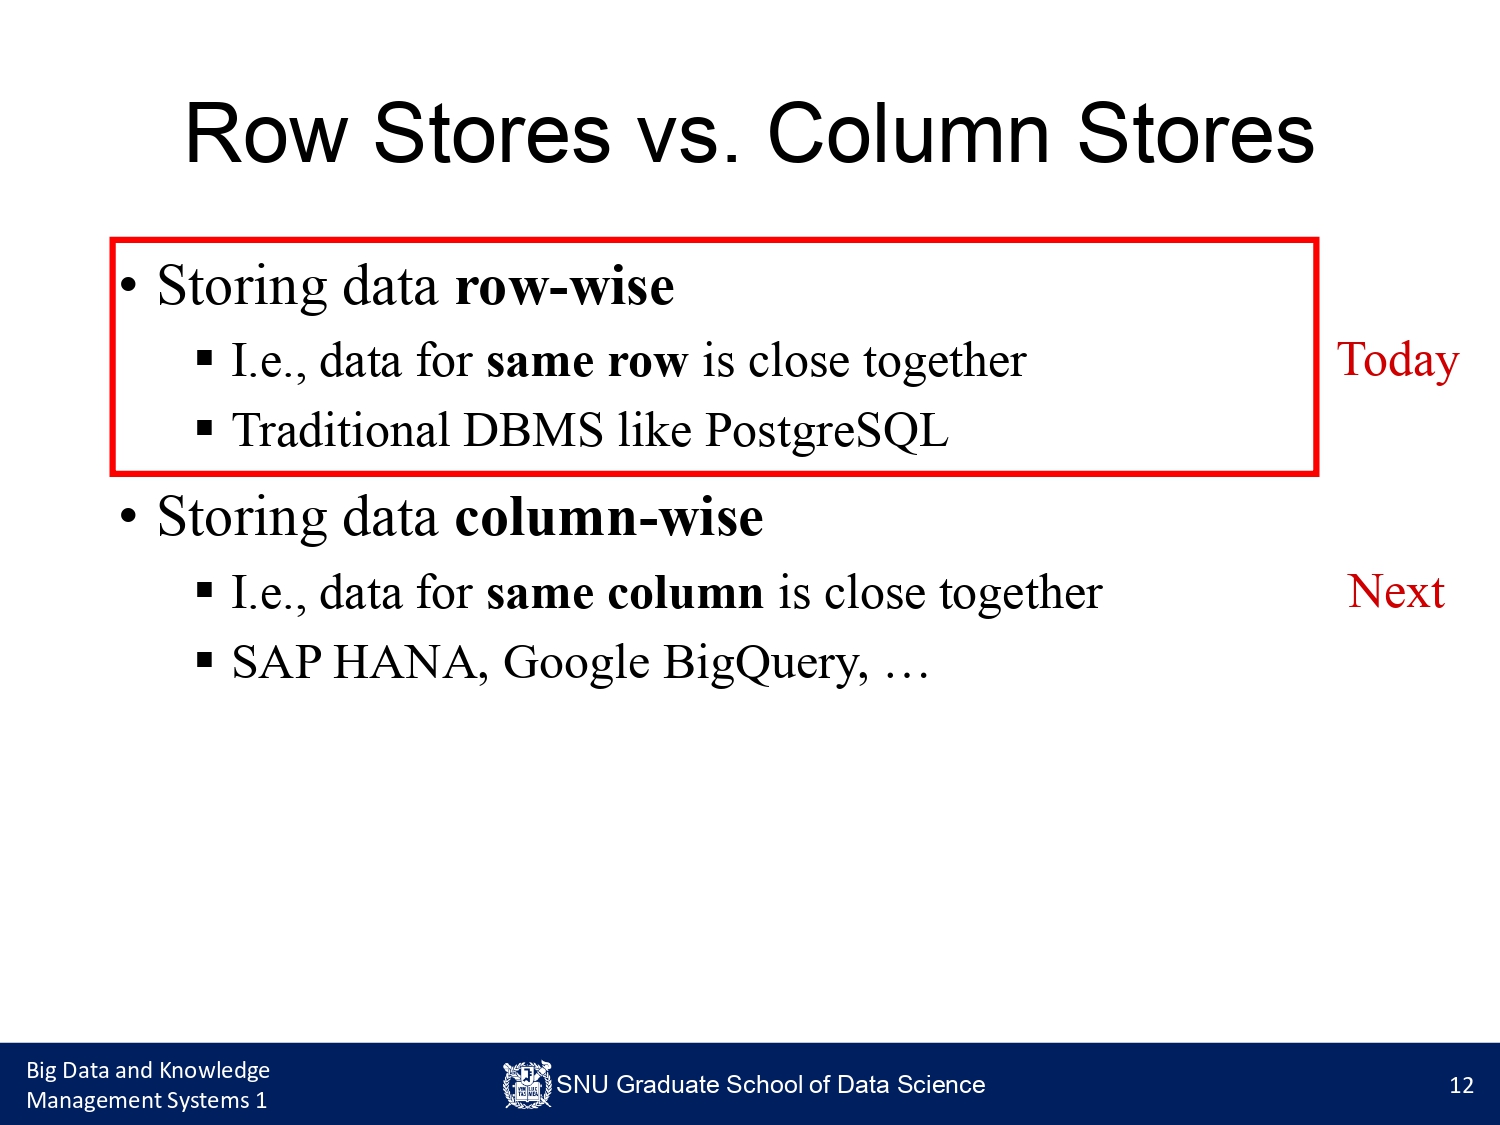 Row Stores vs. Column Stores
• Storing data row-wise
▪ I.e., data for same row is close together
Today
▪ Traditional DBMS like PostgreSQL
• Storing data column-wise
▪ I.e., data for same column is close together
Next
▪ SAP HANA, Google BigQuery, …
Big Data and Knowledge
Management Systems 1
SNU Graduate School of Data Science
12